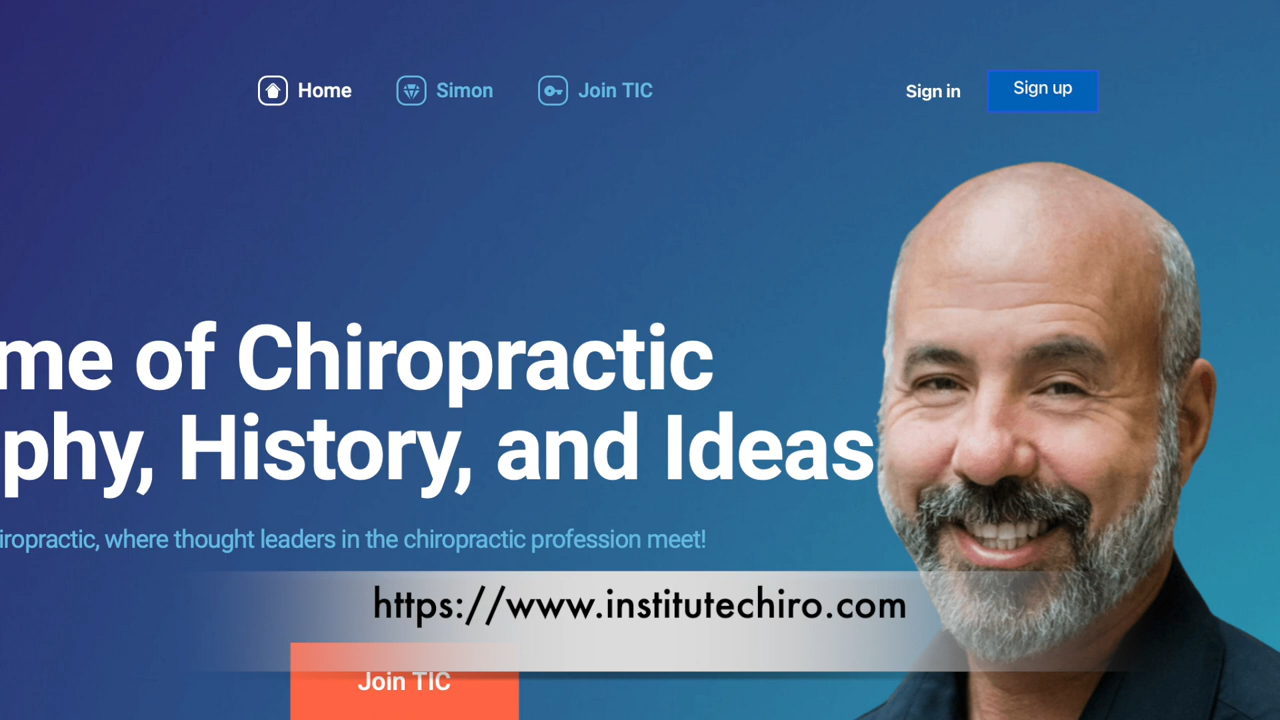 Home
Simon
Join TIC
Sign in
Sign up
me of Chiropractic
phy, History, and Ideas
iropractic, where thought leaders in the chiropractic profession meet!
https://www.institutechiro.com
Join TIC